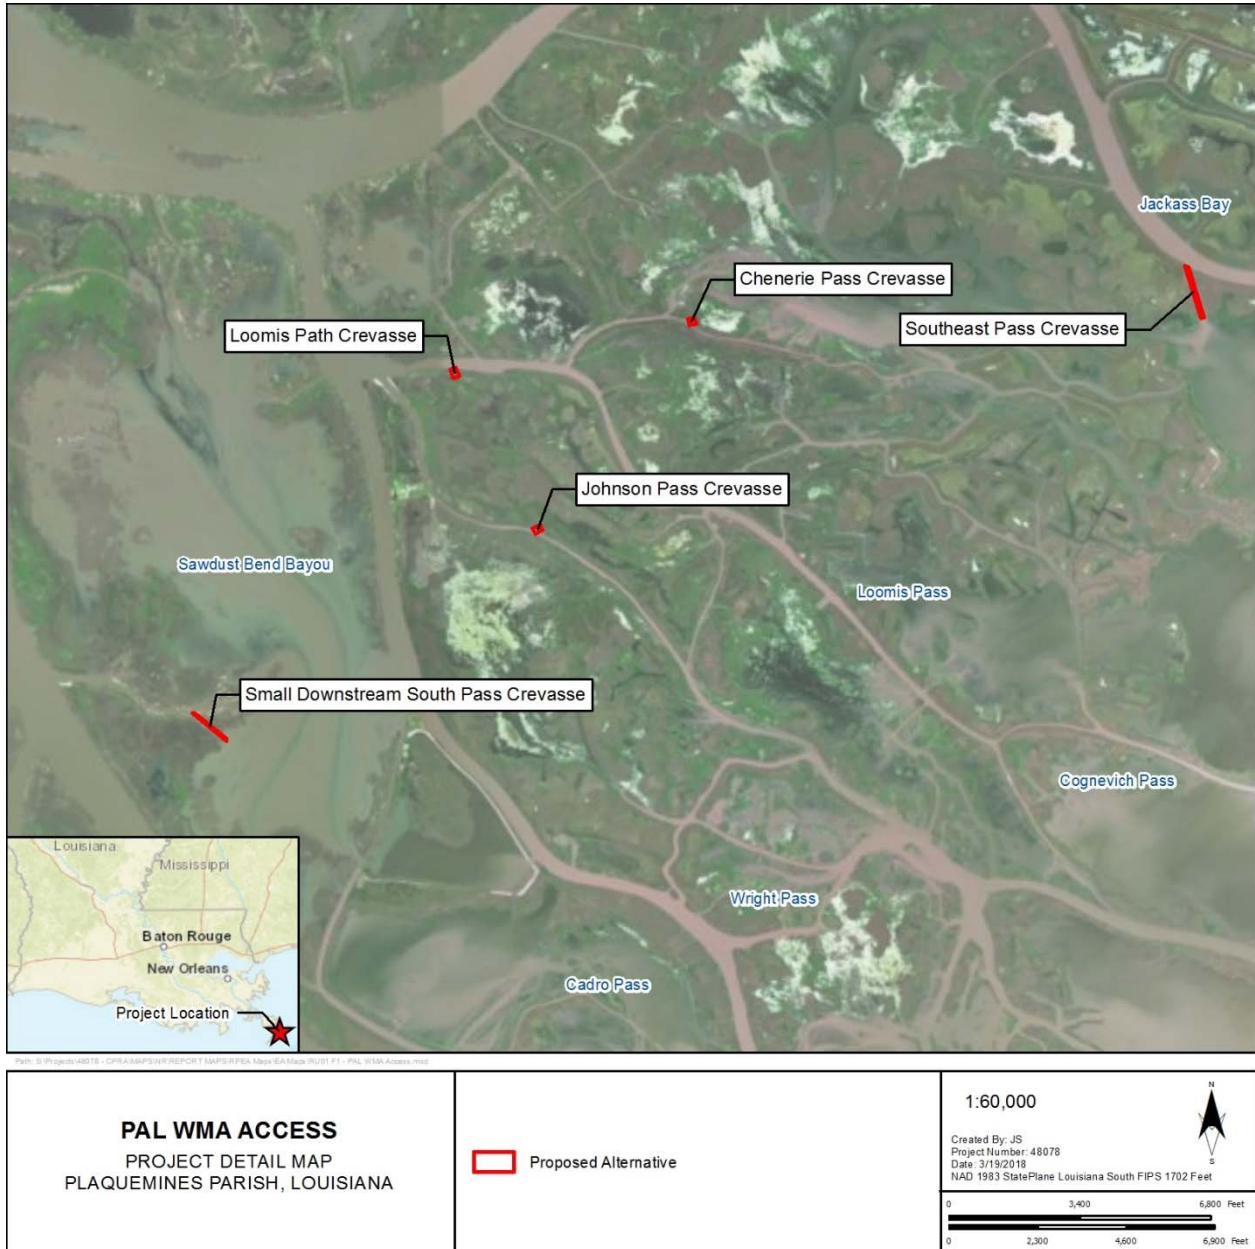 Jackass Bay
Chenerie Pass Crevasse
Southeast Pass Crevasse
Loomis Path Crevasse
Johnson Pass Crevasse
Sawdust Bend Bayou
Loomis Pass
Small Downstream South Pass Crevasse
Cognevich Pass
Wright Pass
Cadro Pass
Louisiana
Mississippi
Baton Rouge
New Orleans
Project Location
PAL WMA ACCESS
PROJECT DETAIL MAP
PLAQUEMINES PARISH, LOUISIANA
Proposed Alternative
1:60,000
N
S
Created By: JS
Project Number: 48078
Date: 3/19/2018
NAD 1983 StatePlane Louisiana South FIPS 1702 Feet
0 3,400 6,800 Feet
0 2,300 4,600 6,900 Feet